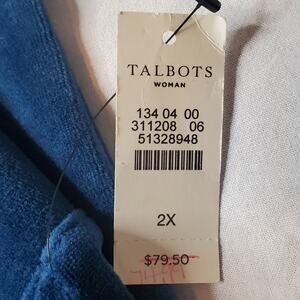 TALBOTS
WOMAN
134 04 00
311208 06
51328948
2X
$79.50